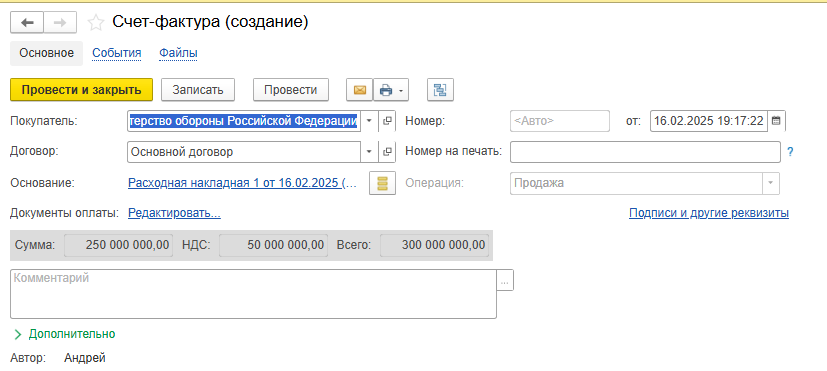 Счет-фактура (создание)
Основное События Файлы
Провести и закрыть Записать Провести
Покупатель: терство обороны Российской Федерации Номер: <Авто> от: 16.02.2025 19:17:22
Договор: Основной договор Номер на печать: ?
Основание: Расходная накладная 1 от 16.02.2025 (... Операция: Продажа
Документы оплаты: Редактировать... Подписи и другие реквизиты
Сумма: 250 000 000,00 НДС: 50 000 000,00 Всего: 300 000 000,00
Комментарий ...
Дополнительно
Автор: Андрей